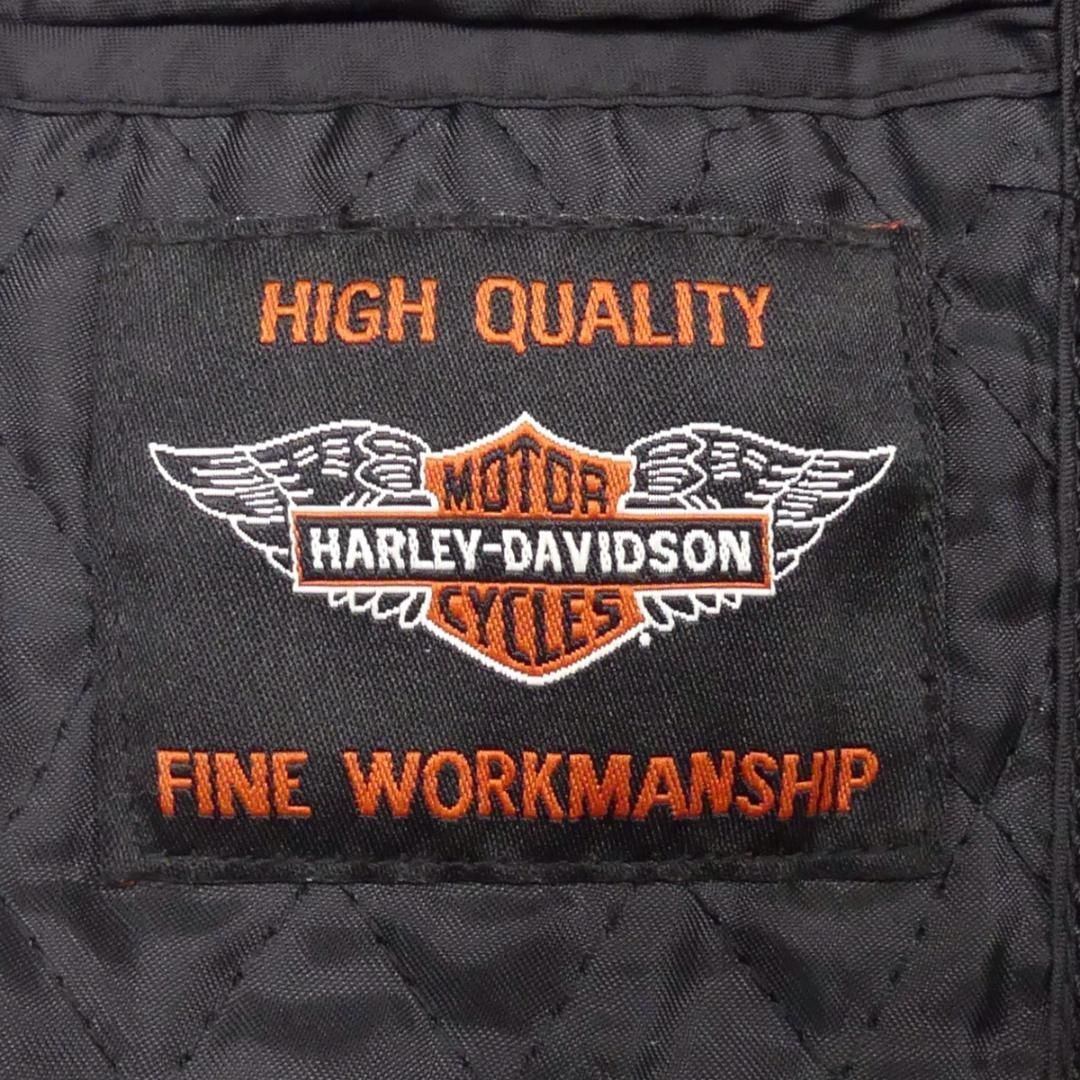 HIGH QUALITY
MOTOR
HARLEY-DAVIDSON
CYCLES
FINE WORKMANSHIP